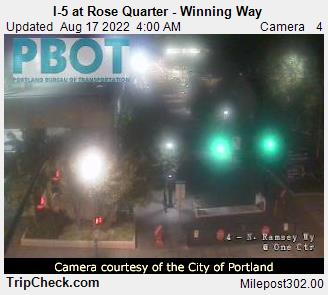 I-5 at Rose Quarter - Winning Way
Updated Aug 17 2022 4:00 AM Camera 4
PBOT
PORTLAND BUREAU OF TRANSPORTATION
4 - N. Ramsey Wy
@ One Ctr
Camera courtesy of the City of Portland
TripCheck.com Milepost302.00